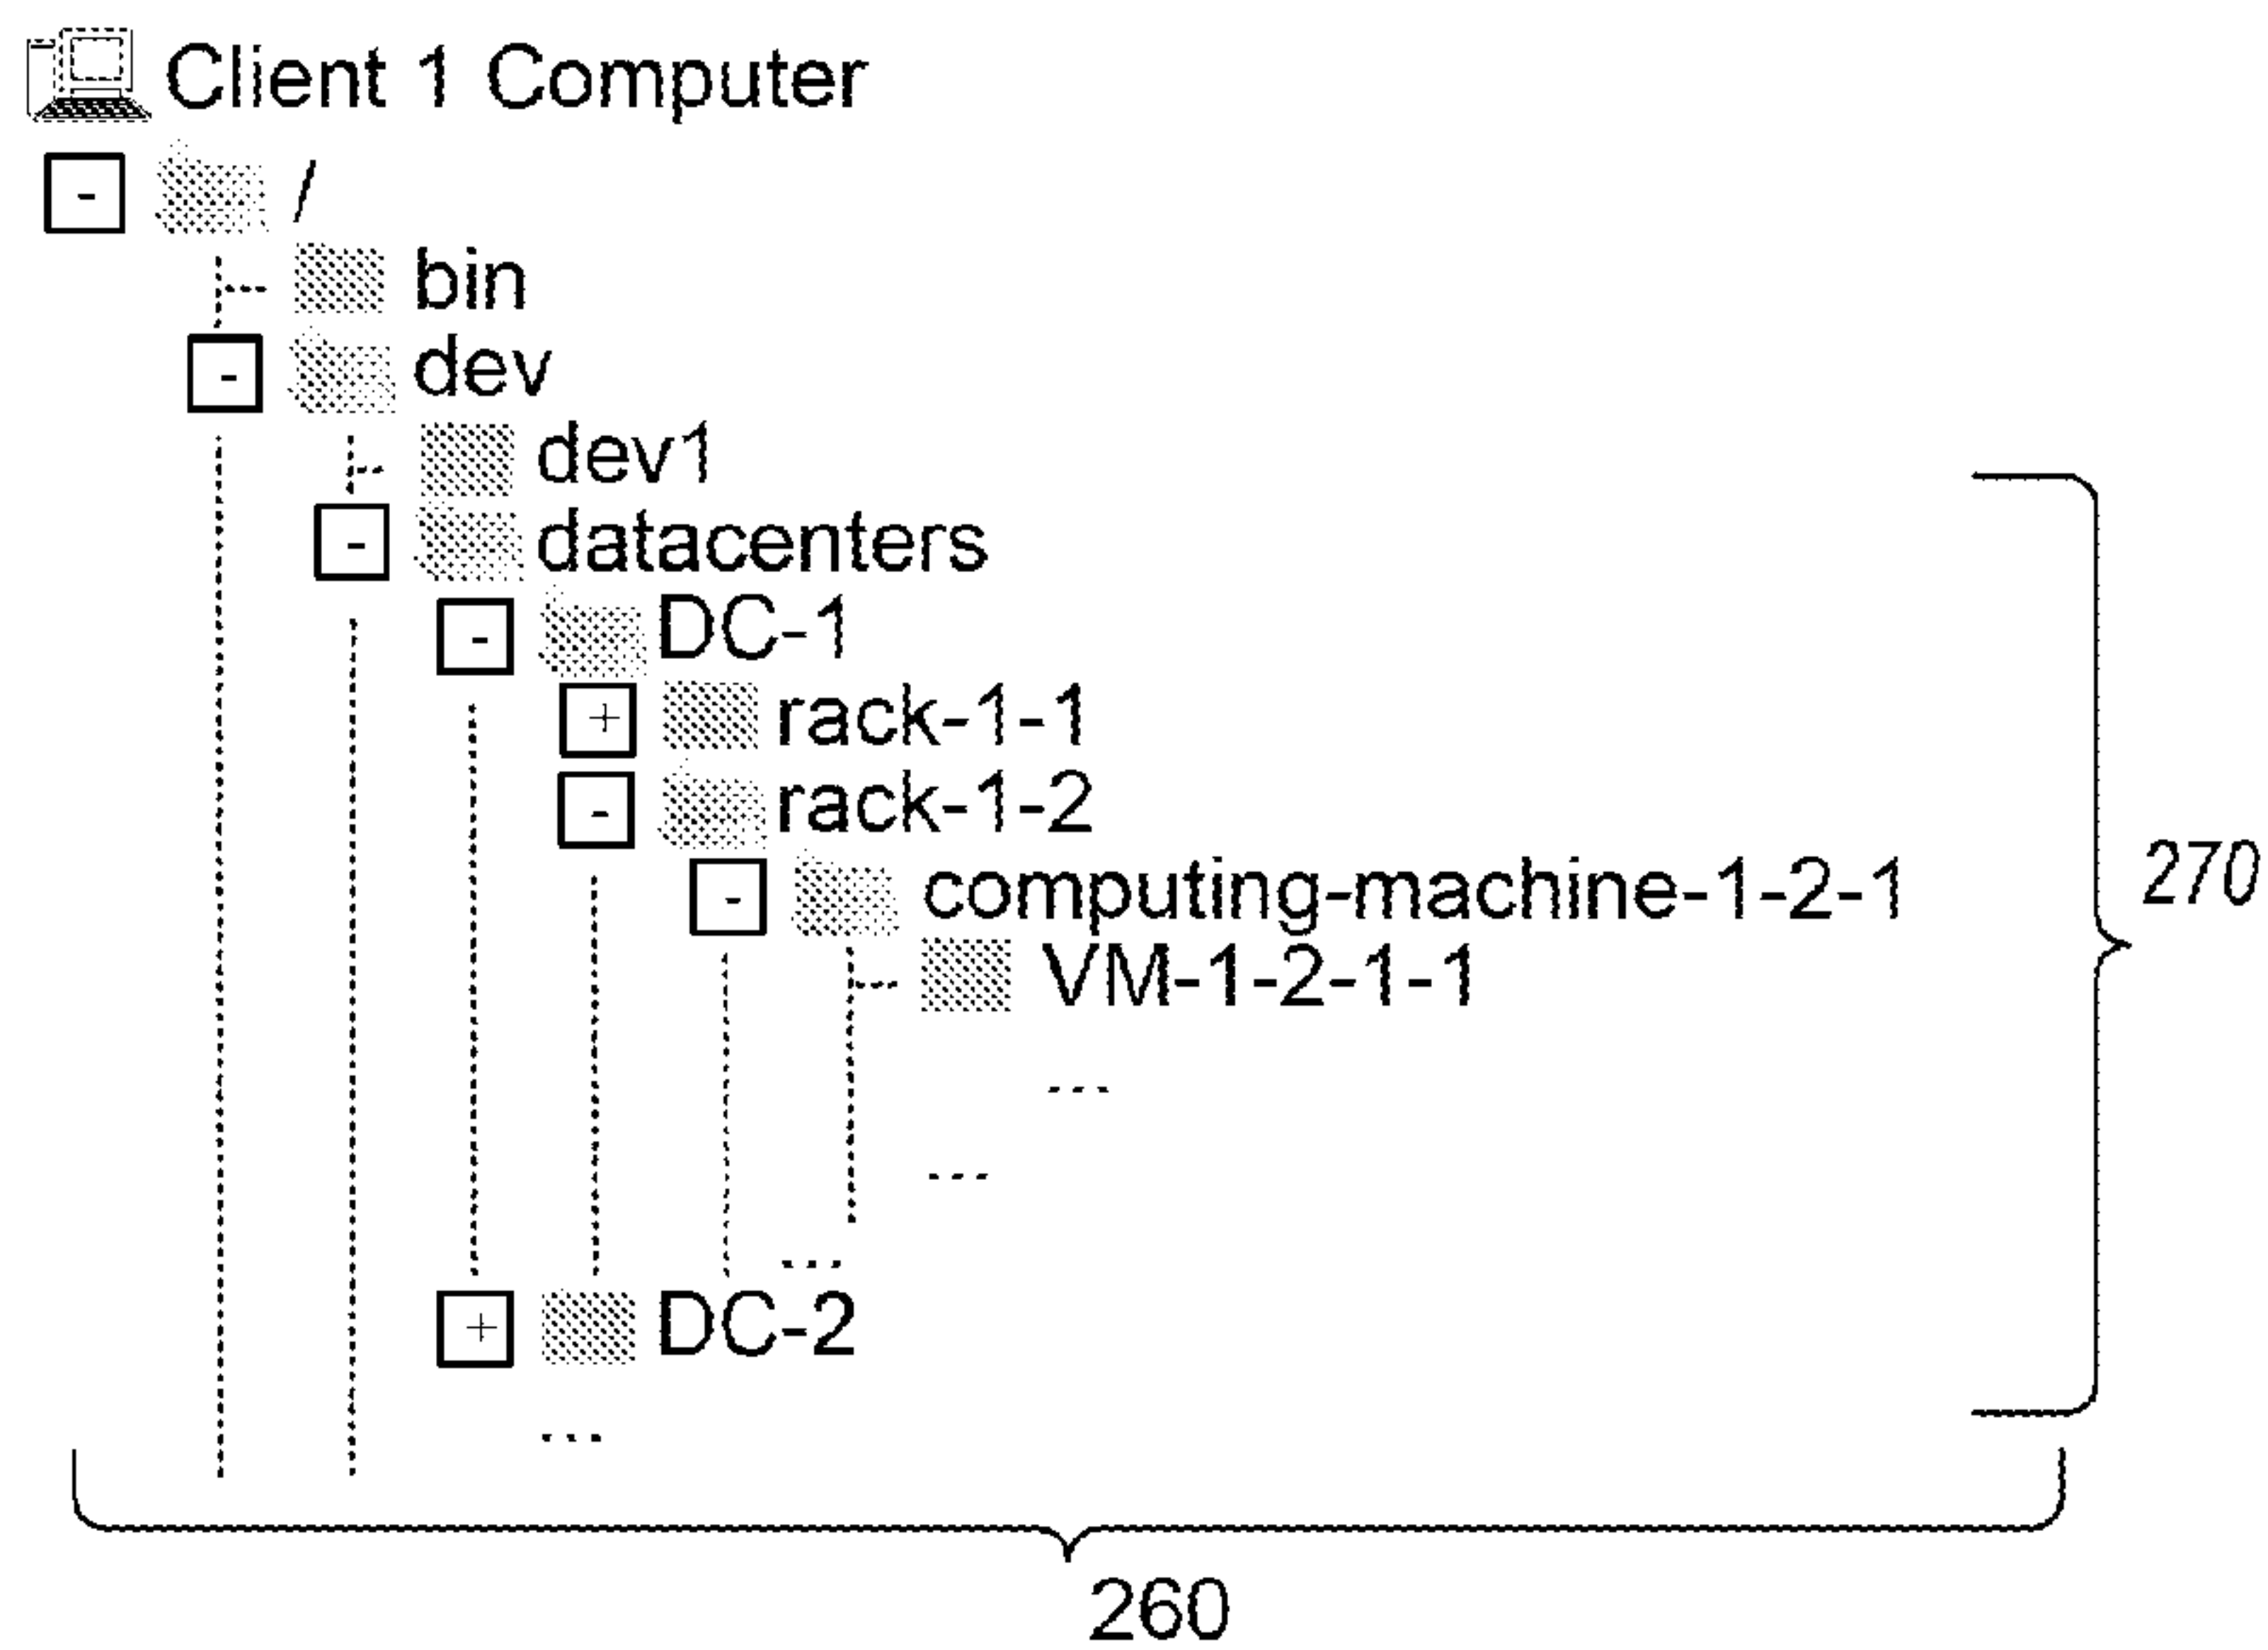 Client 1 Computer
- /
bin
- dev
dev1
- datacenters
- DC-1
+ rack-1-1
- rack-1-2
- computing-machine-1-2-1
VM-1-2-1-1
...
...
...
+ DC-2
...
270
260